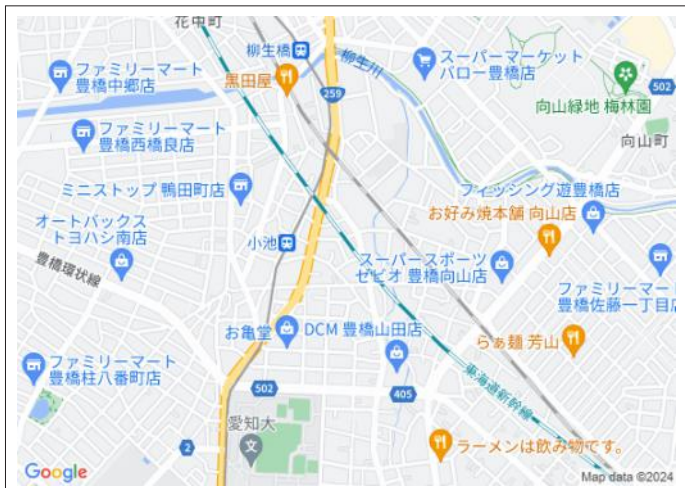 花中町
柳生橋
柳生川
スーパーマーケット
バロー豊橋店
ファミリーマート
豊橋中郷店
黒田屋
259
502
向山緑地 梅林園
向山町
ファミリーマート
豊橋西橋良店
ミニストップ 鴨田町店
フィッシング遊豊橋店
お好み焼本舗 向山店
オートバックス
トヨハシ南店
小池
豊橋環状線
スーパースポーツ
ゼビオ 豊橋向山店
ファミリーマート
豊橋佐藤一丁目店
お亀堂
DCM 豊橋山田店
らぁ麺 芳山
ファミリーマート
豊橋柱八番町店
502
405
東海道新幹線
愛知大
文
2
ラーメンは飲み物です。
Google
Map data ©2024